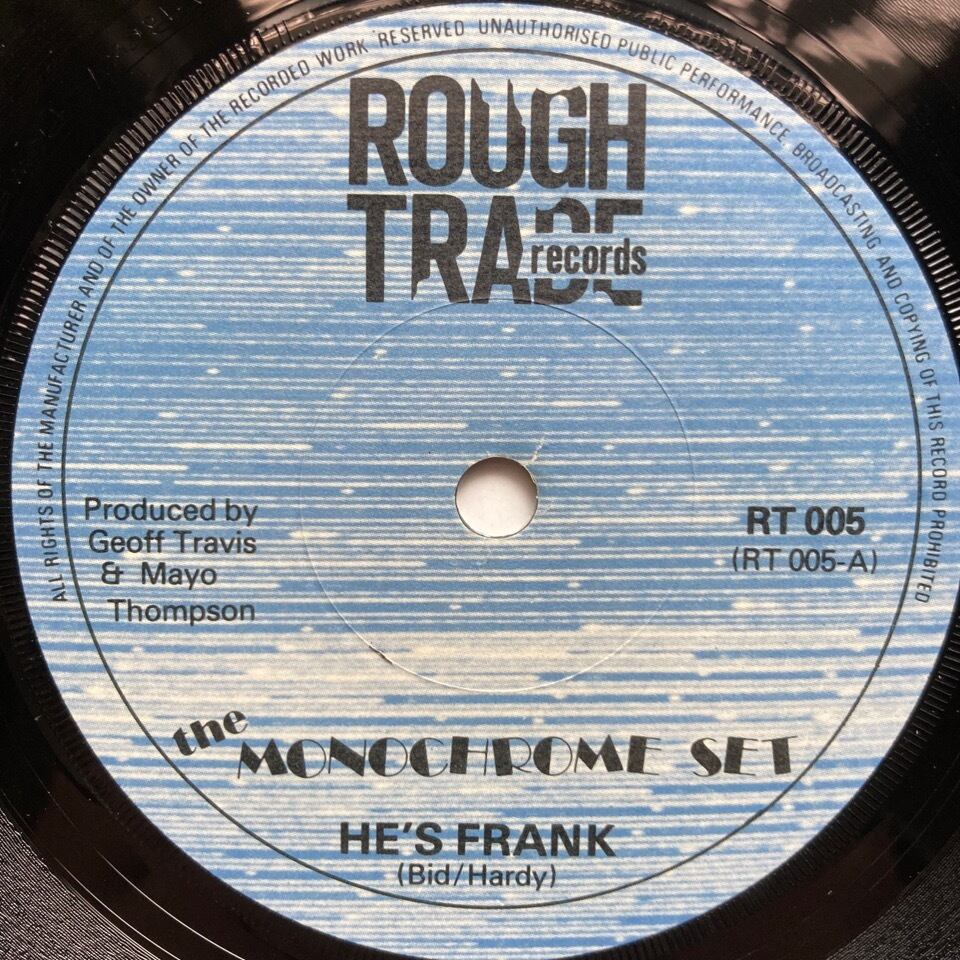 ALL RIGHTS OF THE MANUFACTURER AND OF THE OWNER OF THE RECORDED WORK RESERVED UNAUTHORISED PUBLIC PERFORMANCE, BROADCASTING AND COPYING OF THIS RECORD PROHIBITED
ROUGH
TRADE
records
Produced by
Geoff Travis
& Mayo
Thompson
RT 005
(RT 005-A)
the
MONOCHROME SET
HE'S FRANK
(Bid/Hardy)